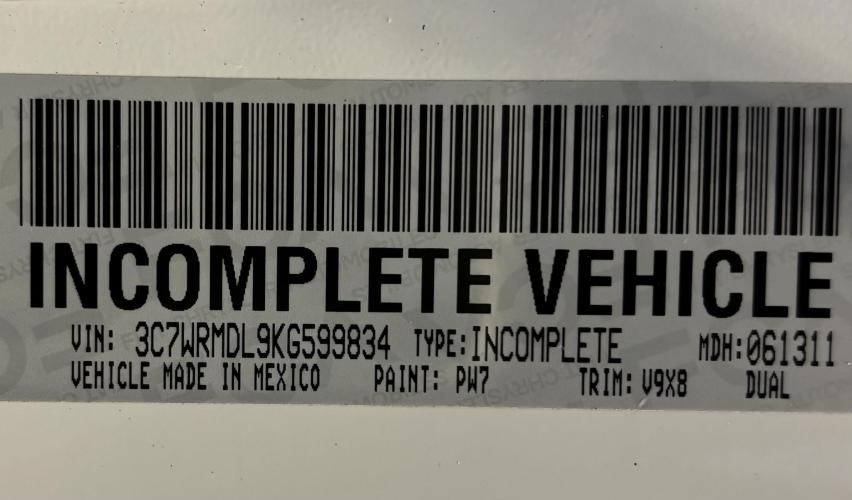 INCOMPLETE VEHICLE
VIN: 3C7WRMDL9KG599834 TYPE:INCOMPLETE MDH:061311
VEHICLE MADE IN MEXICO PAINT: PW7 TRIM: V9X8 DUAL